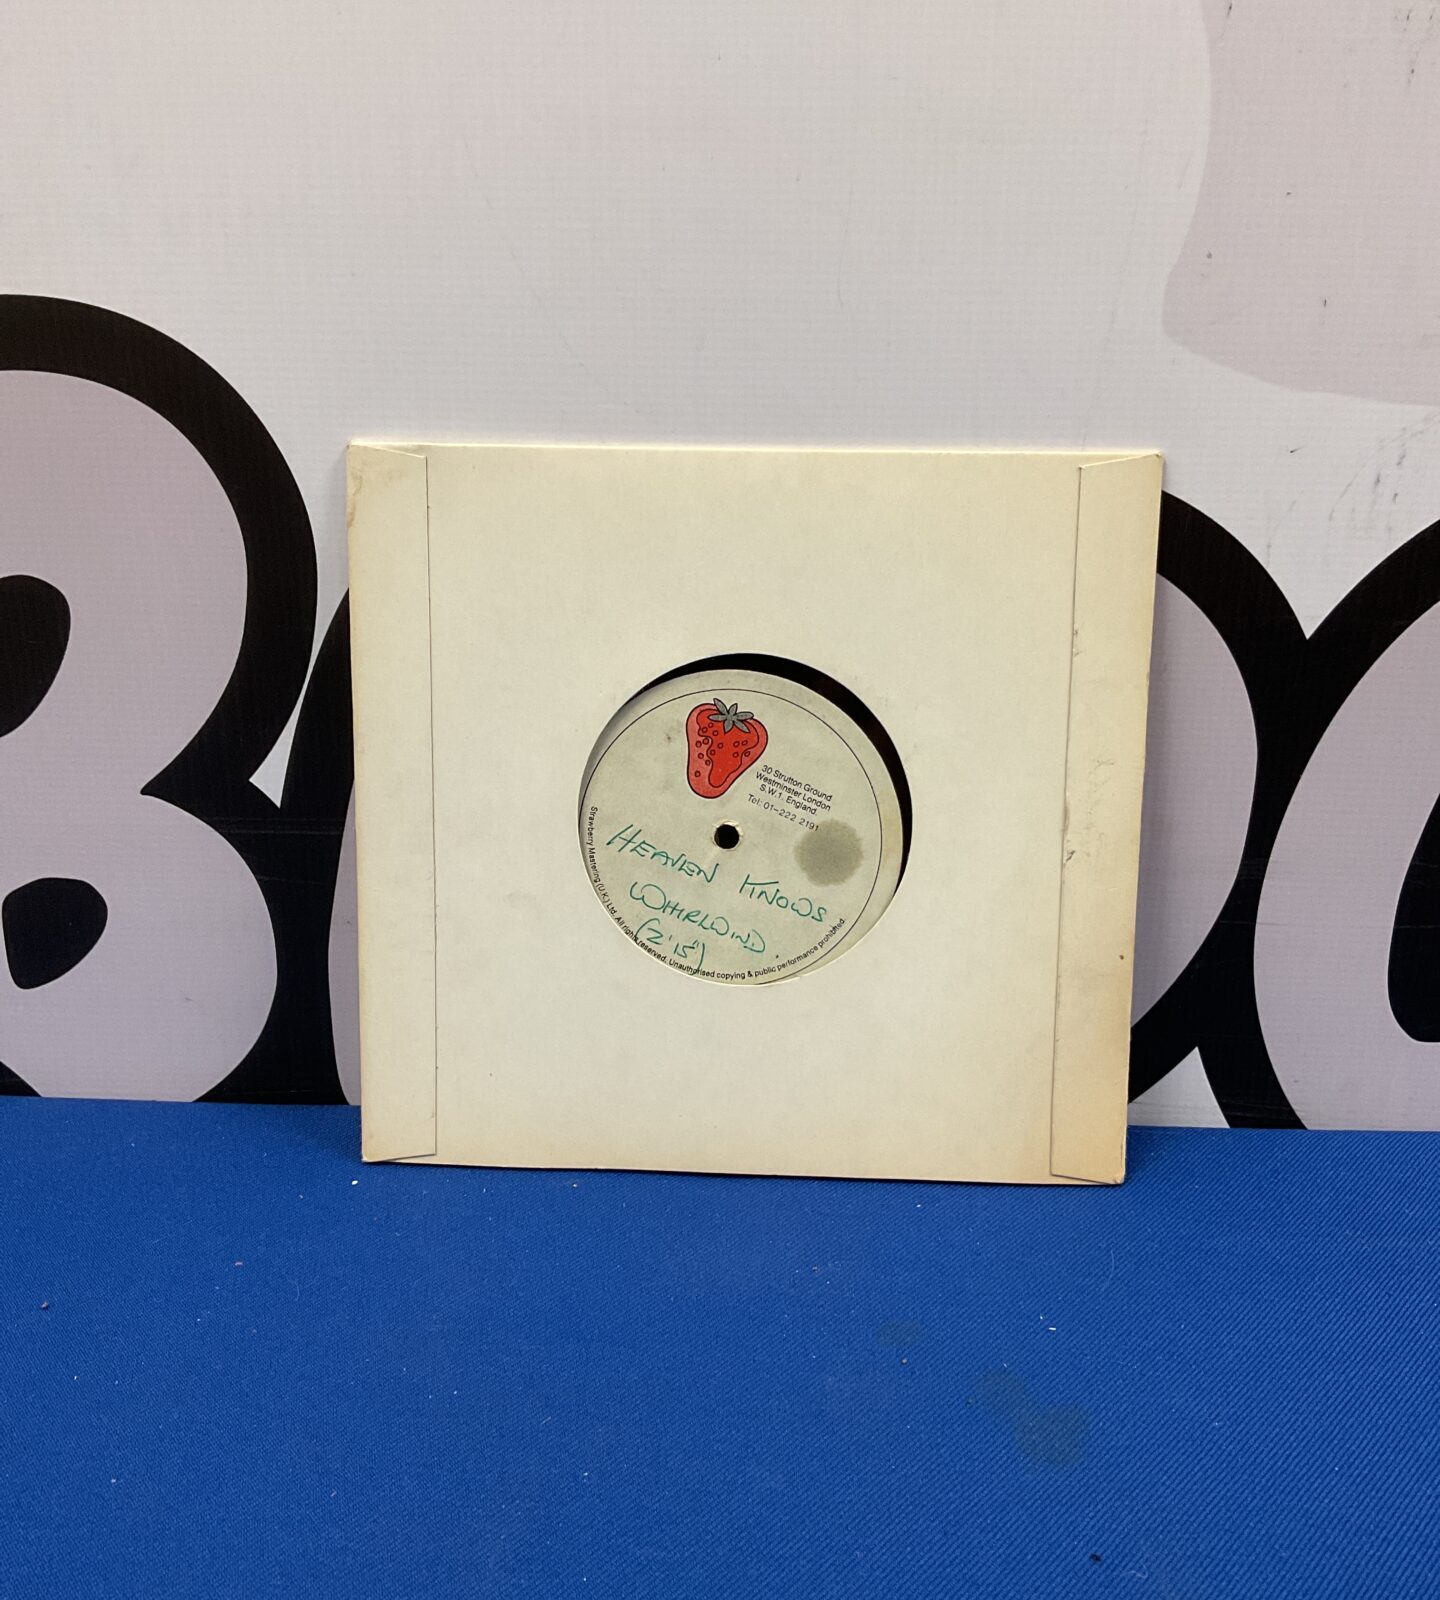 30 Strutton Ground
Westminster London
S.W.1. England.
Tel: 01-222 2191
HEAVEN KNOWS
WHIRLWIND.
(2'15")
Strawberry Mastering (U.K.) Ltd. All rights reserved. Unauthorised copying & public performance prohibited.